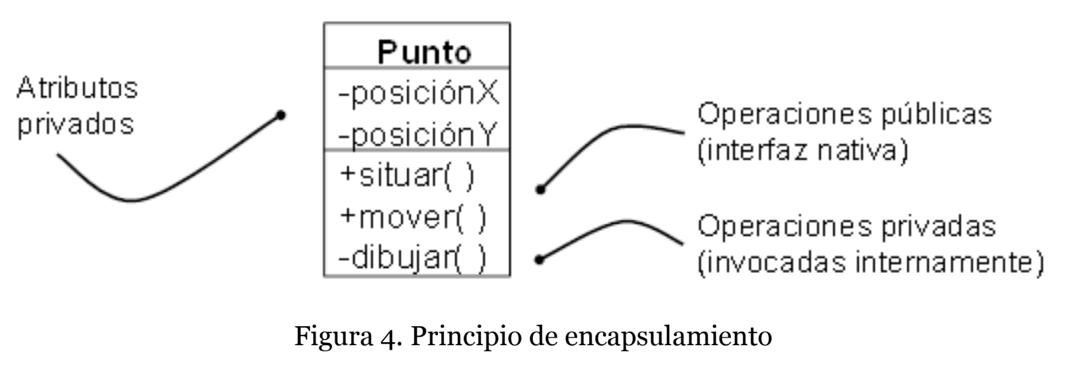 Punto
Atributos
privados
-posiciónX
-posiciónY
+situar( )
+mover( )
-dibujar( )
Operaciones públicas
(interfaz nativa)
Operaciones privadas
(invocadas internamente)
Figura 4. Principio de encapsulamiento